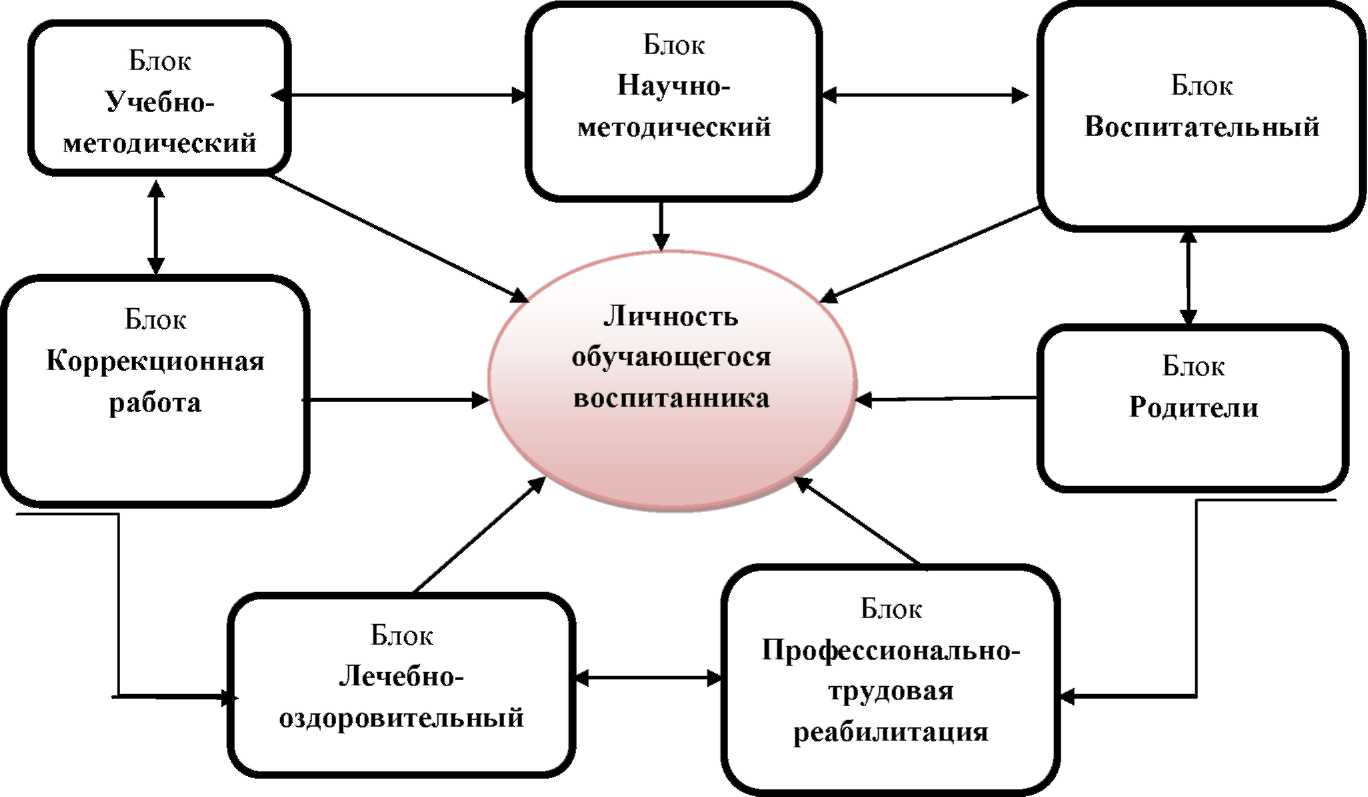 Блок
Учебно-
методический
Блок
Научно-
методический
Блок
Воспитательный
Блок
Коррекционная
работа
Личность
обучающегося
воспитанника
Блок
Родители
Блок
Лечебно-
оздоровительный
Блок
Профессионально-
трудовая
реабилитация